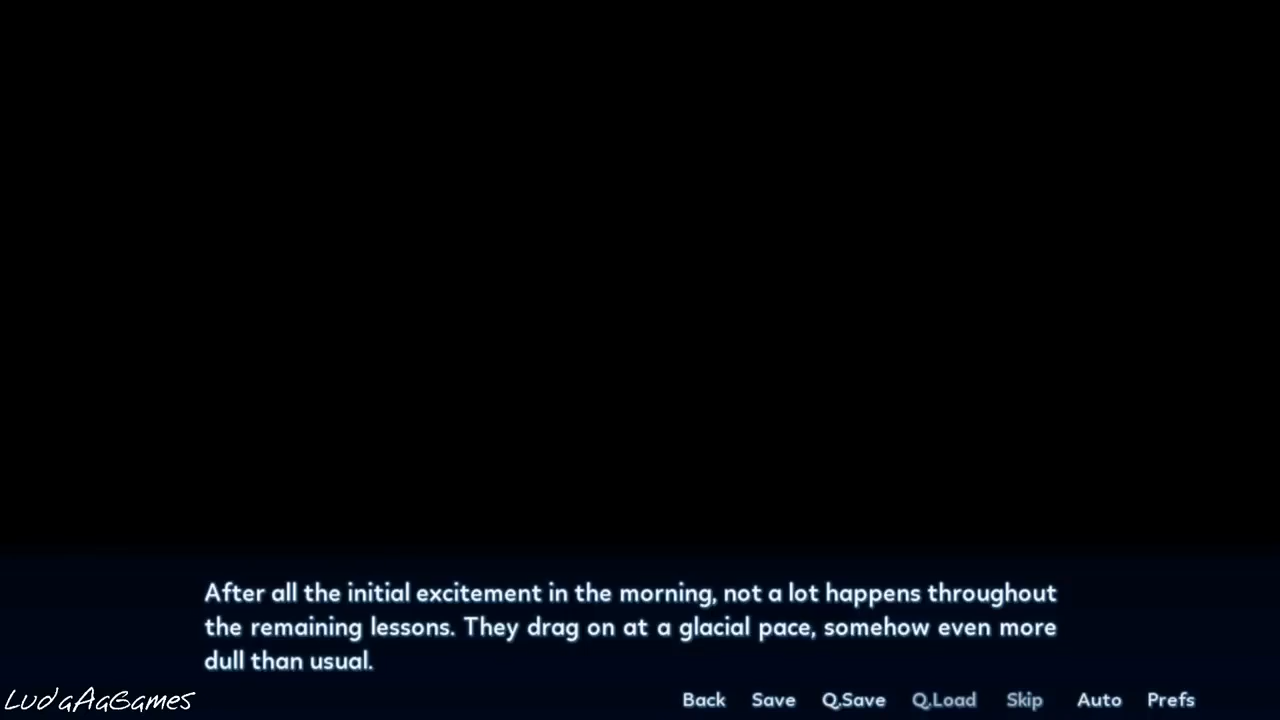 After all the initial excitement in the morning, not a lot happens throughout
the remaining lessons. They drag on at a glacial pace, somehow even more
dull than usual.
LudaAaGames
Back Save Q.Save Q.Load Skip Auto Prefs